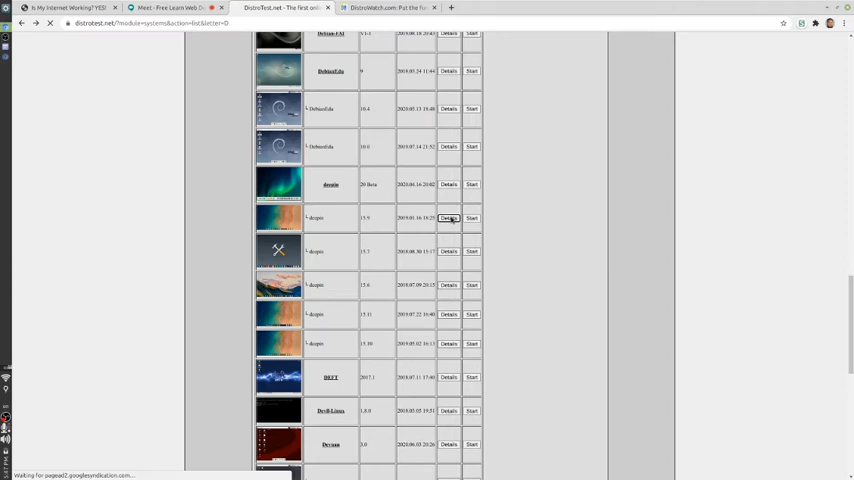 Is My Internet Working? YES!
Meet - Free Learn Web D
DistroTest.net - The first onlin
DistroWatch.com: Put the fun
distrotest.net/?module=systems&action=list&letter=D
Debian-FAI
Details Start
DebianEdu 9 2019.03.24 11:44 Details Start
└ DebianEdu 10.4 Details Start
└ DebianEdu 10.0 2019.07.14 21:52 Details Start
deepin 20 Beta 2020.04.16 20:02 Details Start
└ deepin 15.9 2019.01.16 19:25 Details Start
└ deepin 15.7 2018.08.30 15:17 Details Start
└ deepin 15.6 2018.07.09 20:15 Details Start
└ deepin 15.11 2019.07.22 16:40 Details Start
└ deepin 15.10 2019.05.02 16:13 Details Start
DEFT 2017.1 2018.07.11 17:40 Details Start
Devil-Linux 1.8.0 2018.03.05 19:51 Details Start
Devuan 3.0 2020.06.03 20:26 Details Start
Waiting for pagead2.googlesyndication.com...
5:47 PM